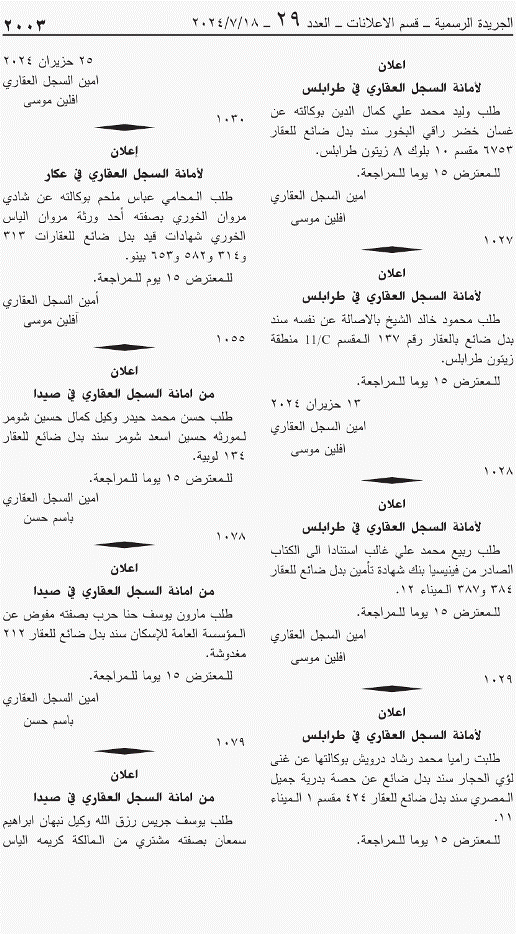 الجريدة الرسمية ــ قسم الاعلانات ــ العدد ٢٩ ــ ٢٠٢٤/٧/١٨
٢٠٠٣
اعلان
لأمانة السجل العقاري في طرابلس
طلب وليد محمد علي كمال الدين بوكالته عن
غسان خضر راقي البخور سند بدل ضائع للعقار
٦٧٥٣ مقسم ١٠ بلوك A زيتون طرابلس.
للمعترض ١٥ يوما للمراجعة.
امين السجل العقاري
افلين موسى
١٠٢٧
اعلان
لأمانة السجل العقاري في طرابلس
طلب محمود خالد الشيخ بالاصالة عن نفسه سند
بدل ضائع بالعقار رقم ١٣٧ المقسم 11/C منطقة
زيتون طرابلس.
للمعترض ١٥ يوما للمراجعة.
١٣ حزيران ٢٠٢٤
امين السجل العقاري
افلين موسى
١٠٢٨
اعلان
لأمانة السجل العقاري في طرابلس
طلب ربيع محمد علي غالب استنادا الى الكتاب
الصادر من فينيسيا بنك شهادة تأمين بدل ضائع للعقار
٣٨٤ و٣٨٧ الميناء ١٢.
للمعترض ١٥ يوما للمراجعة.
امين السجل العقاري
افلين موسى
١٠٢٩
اعلان
لأمانة السجل العقاري في طرابلس
طلبت راميا محمد رشاد درويش بوكالتها عن غنى
لؤي الحجار سند بدل ضائع عن حصة بدرية جميل
المصري سند بدل ضائع للعقار ٤٢٤ مقسم ١ الميناء
١١.
للمعترض ١٥ يوما للمراجعة.
٢٥ حزيران ٢٠٢٤
امين السجل العقاري
افلين موسى
١٠٣٠
إعلان
لأمانة السجل العقاري في عكار
طلب المحامي عباس ملحم بوكالته عن شادي
مروان الخوري بصفته أحد ورثة مروان الياس
الخوري شهادات قيد بدل ضائع للعقارات ٣١٣
و٣١٤ و٥٨٢ و٦٥٣ بينو.
للمعترض ١٥ يوم للمراجعة.
أمين السجل العقاري
آفلين موسى
١٠٥٥
اعلان
من امانة السجل العقاري في صيدا
طلب حسن محمد حيدر وكيل كمال حسين شومر
لمورثه حسين اسعد شومر سند بدل ضائع للعقار
١٣٤ لوبية.
للمعترض ١٥ يوما للمراجعة.
امين السجل العقاري
باسم حسن
١٠٧٨
اعلان
من امانة السجل العقاري في صيدا
طلب مارون يوسف حنا حرب بصفته مفوض عن
المؤسسة العامة للإسكان سند بدل ضائع للعقار ٢١٢
مغدوشة.
للمعترض ١٥ يوما للمراجعة.
امين السجل العقاري
باسم حسن
١٠٧٩
اعلان
من امانة السجل العقاري في صيدا
طلب يوسف جريس رزق الله وكيل نبهان ابراهيم
سمعان بصفته مشتري من المالكة كريمه الياس